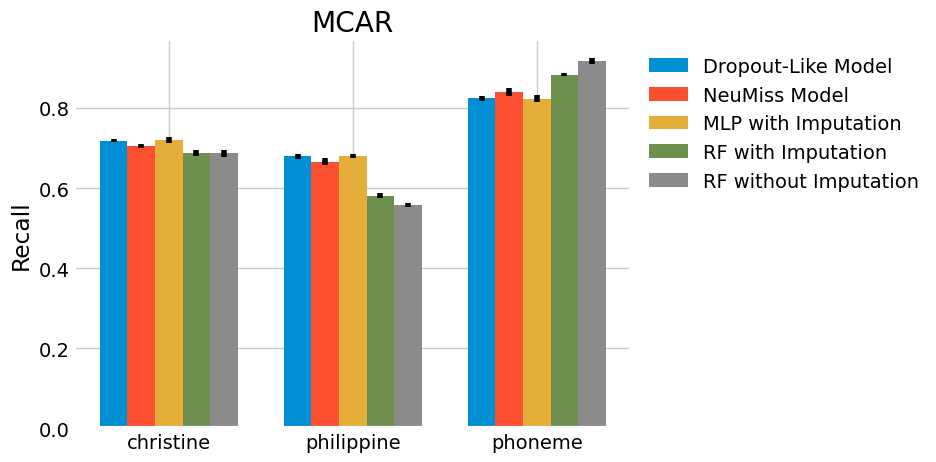 MCAR
Recall
0.8
0.6
0.4
0.2
0.0
christine
philippine
phoneme
Dropout-Like Model
NeuMiss Model
MLP with Imputation
RF with Imputation
RF without Imputation